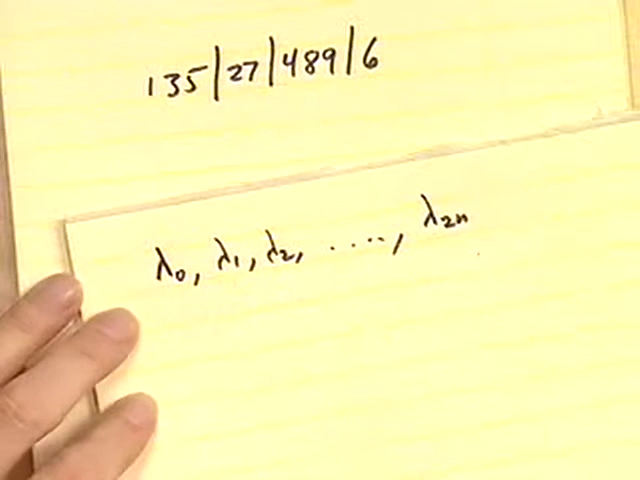 135|27|489|6
λ₀, λ₁, λ₂, ...., λ₂ₙ